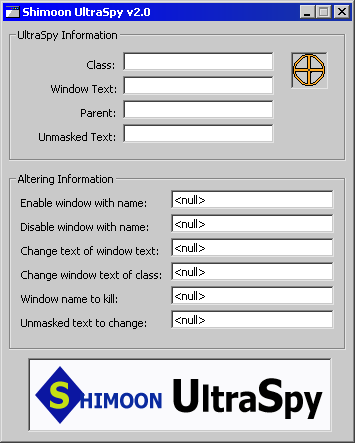 Shimoon UltraSpy v2.0
UltraSpy Information
Class:
Window Text:
Parent:
Unmasked Text:
Altering Information
Enable window with name: <null>
Disable window with name: <null>
Change text of window text: <null>
Change window text of class: <null>
Window name to kill: <null>
Unmasked text to change: <null>
SHIMOON UltraSpy